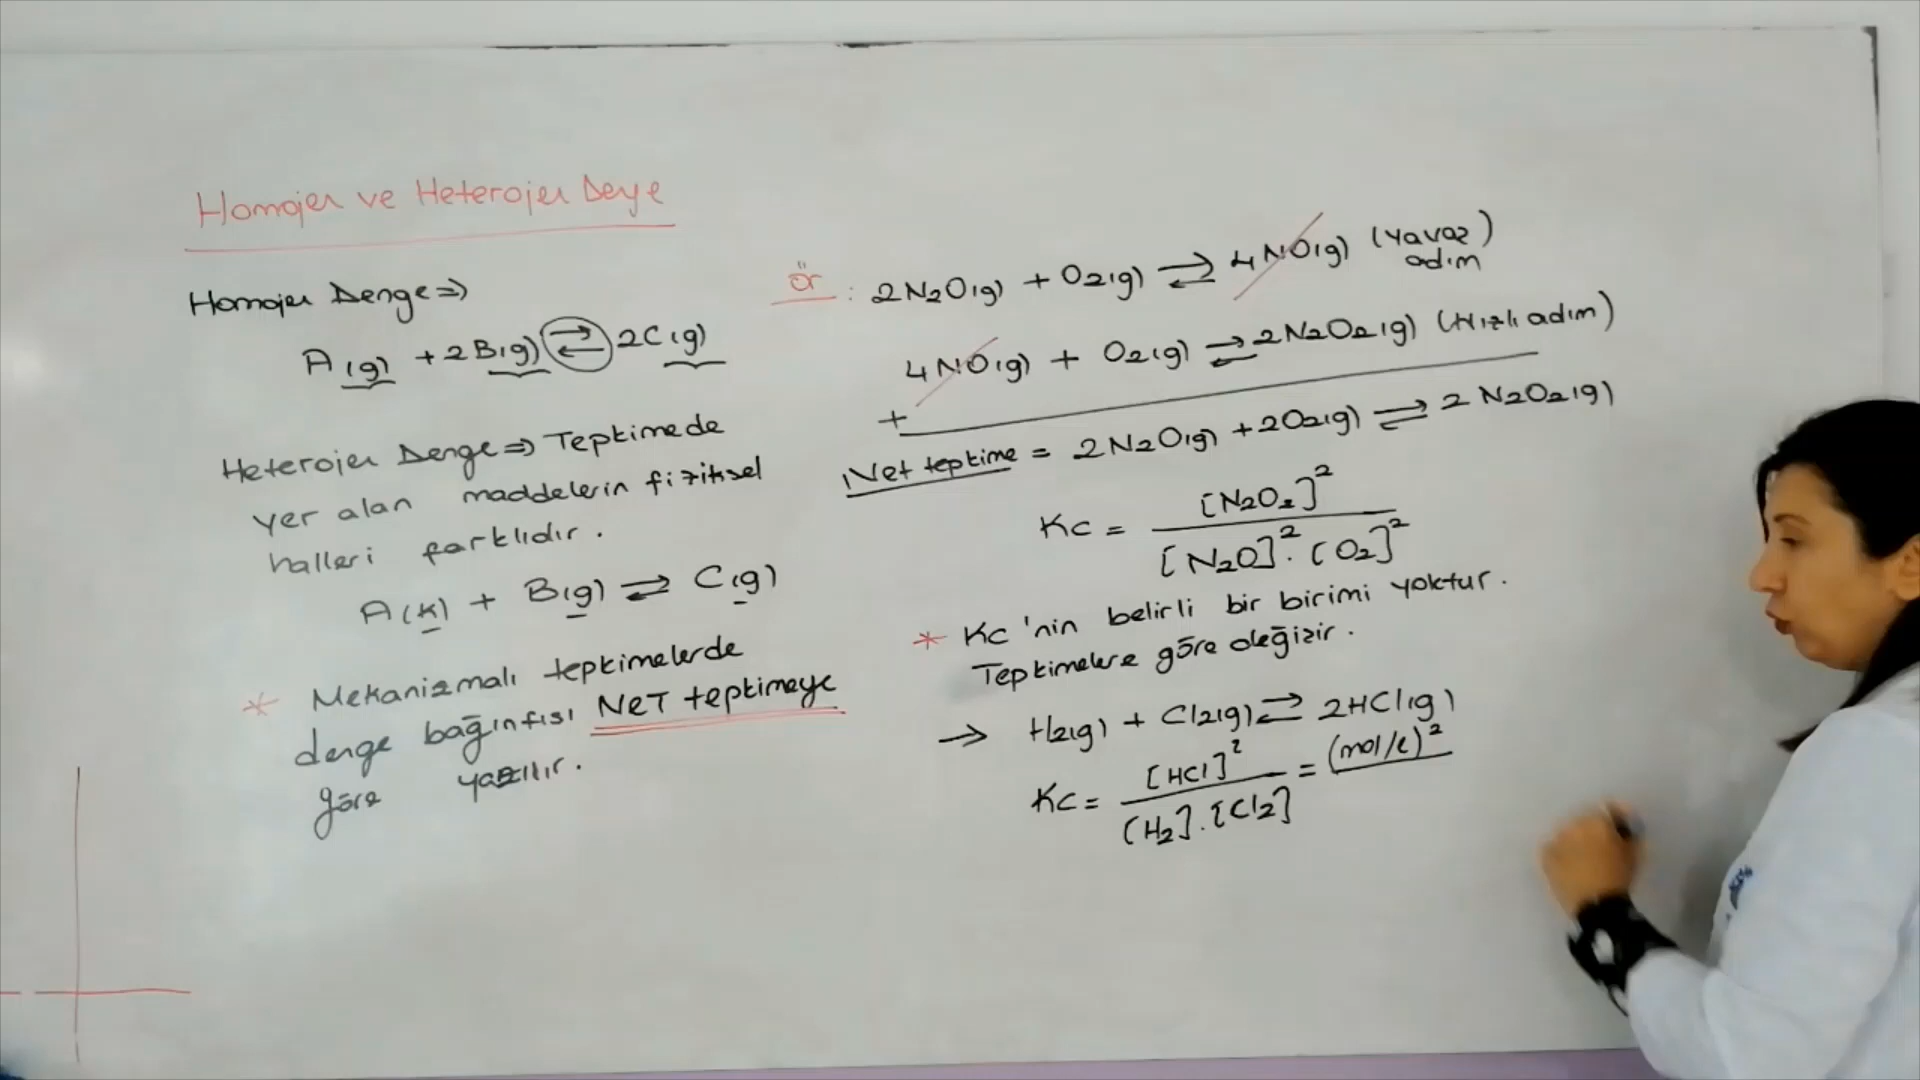 Homojen ve Heterojen Denge
Homojen Denge ⇒
A(g) + 2B(g) ⇌ 2C(g)
Heterojen Denge ⇒ Tepkimede
yer alan maddelerin fiziksel
halleri farklıdır.
A(k) + B(g) ⇌ C(g)
* Mekanizmalı tepkimelerde
denge bağıntısı NET tepkimeye
göre yazılır.
Ör : 2N₂O(g) + O₂(g) ⇌ 4NO(g) (Yavaş
adım)
4NO(g) + O₂(g) ⇌ 2N₂O₂(g) (Hızlı adım)
+
Net tepkime = 2N₂O(g) + 2O₂(g) ⇌ 2N₂O₂(g)
Kc = [N₂O₂]² / [N₂O]² . [O₂]²
* Kc'nin belirli bir birimi yoktur.
Tepkimelere göre değişir.
→ H₂(g) + Cl₂(g) ⇌ 2HCl(g)
Kc = [HCl]² / [H₂] . [Cl₂] = (mol/ℓ)²